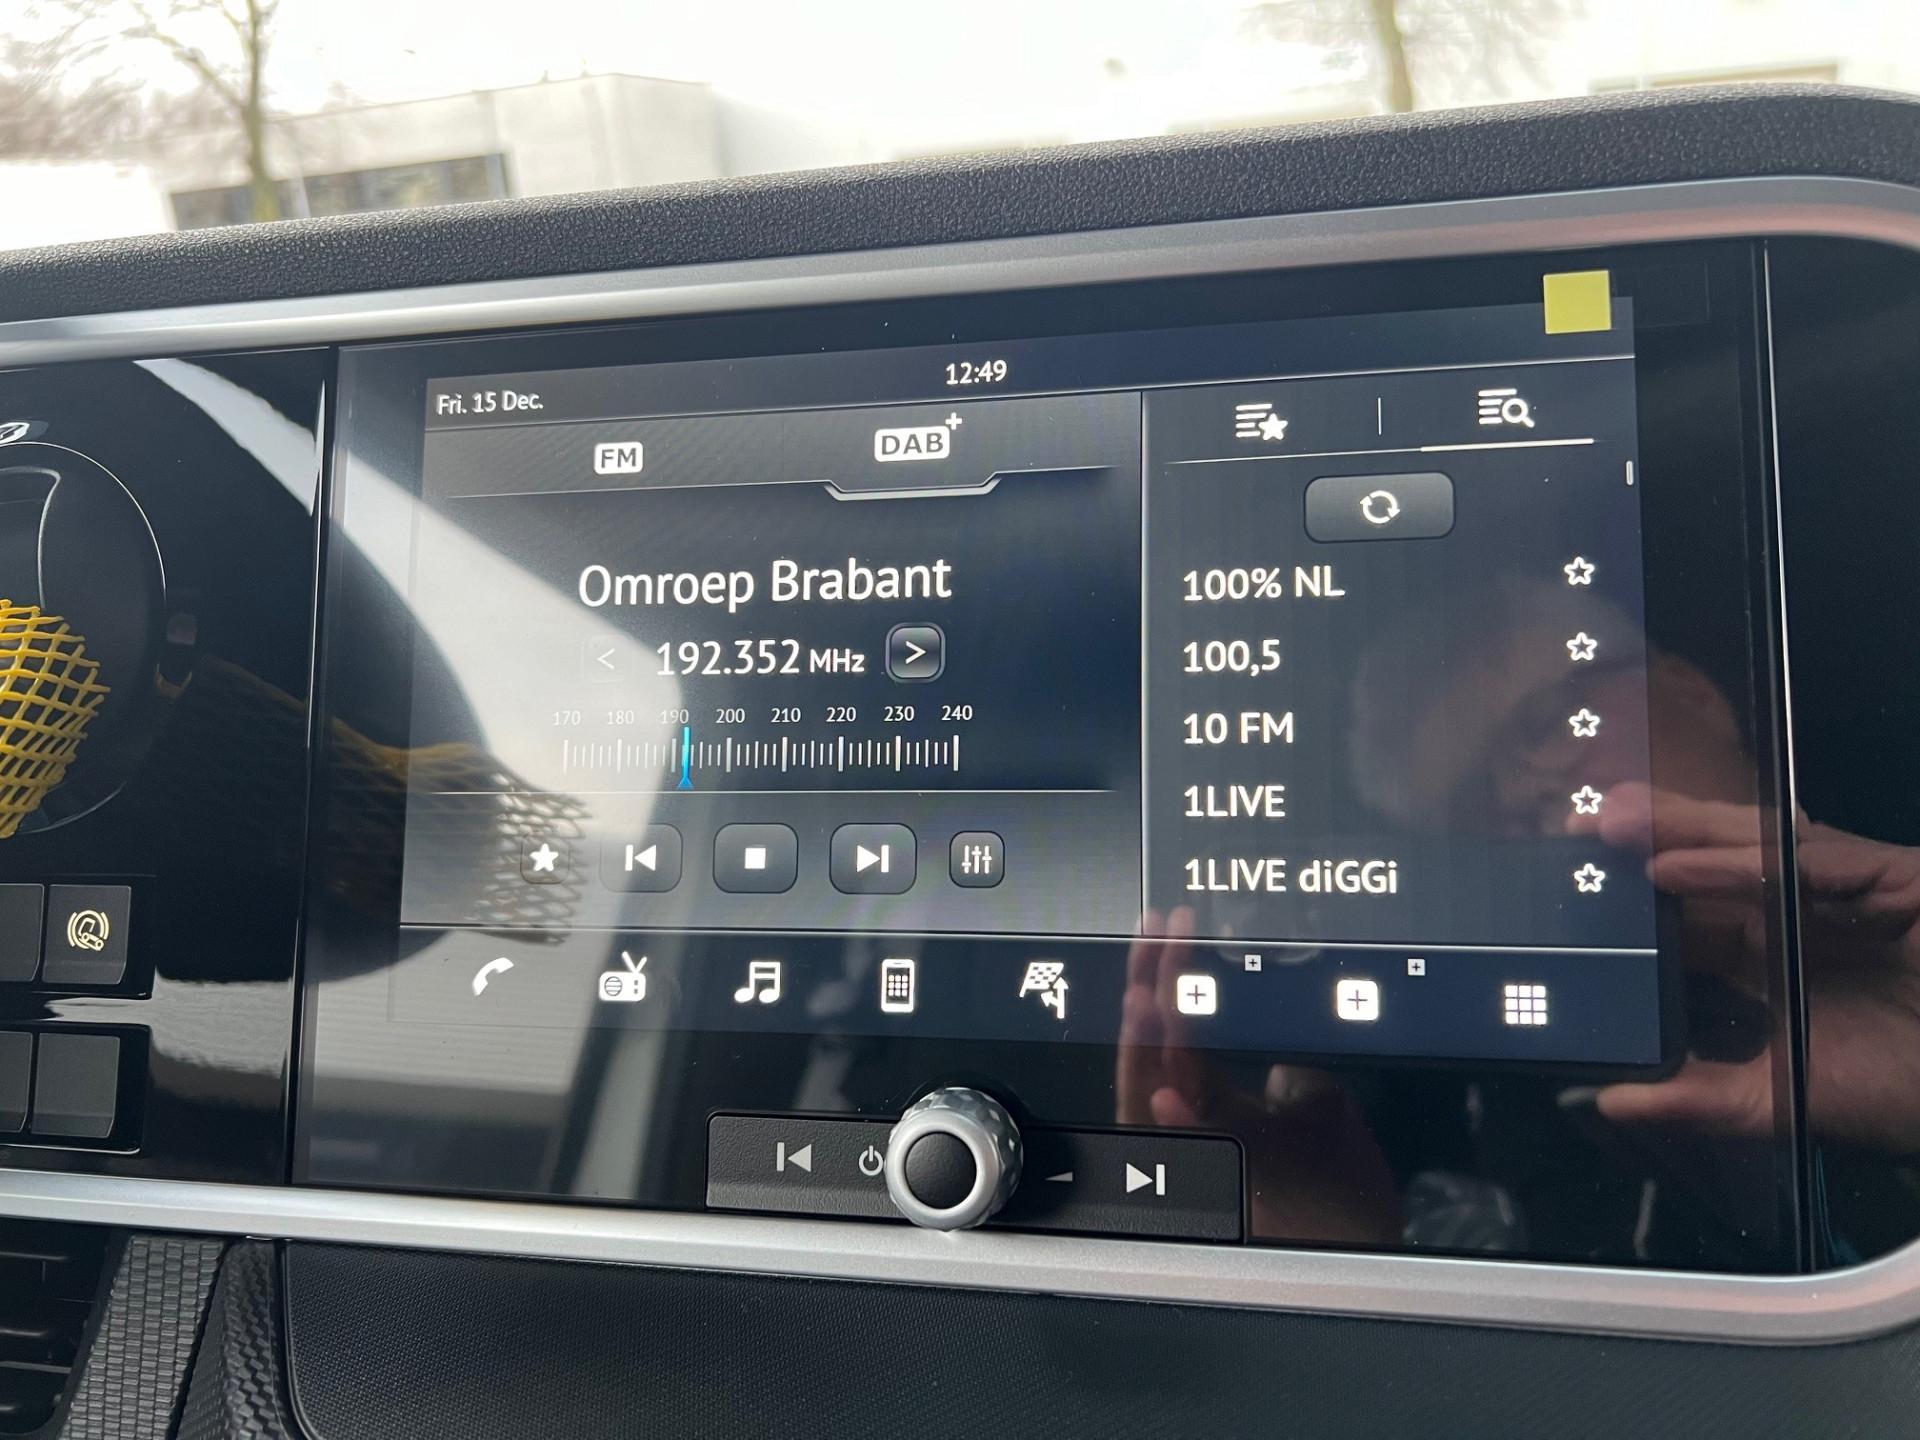 12:49
Fri. 15 Dec.
FM
DAB+
Omroep Brabant
< 192.352 MHz >
170 180 190 200 210 220 230 240
100% NL
100,5
10 FM
1LIVE
1LIVE diGGi